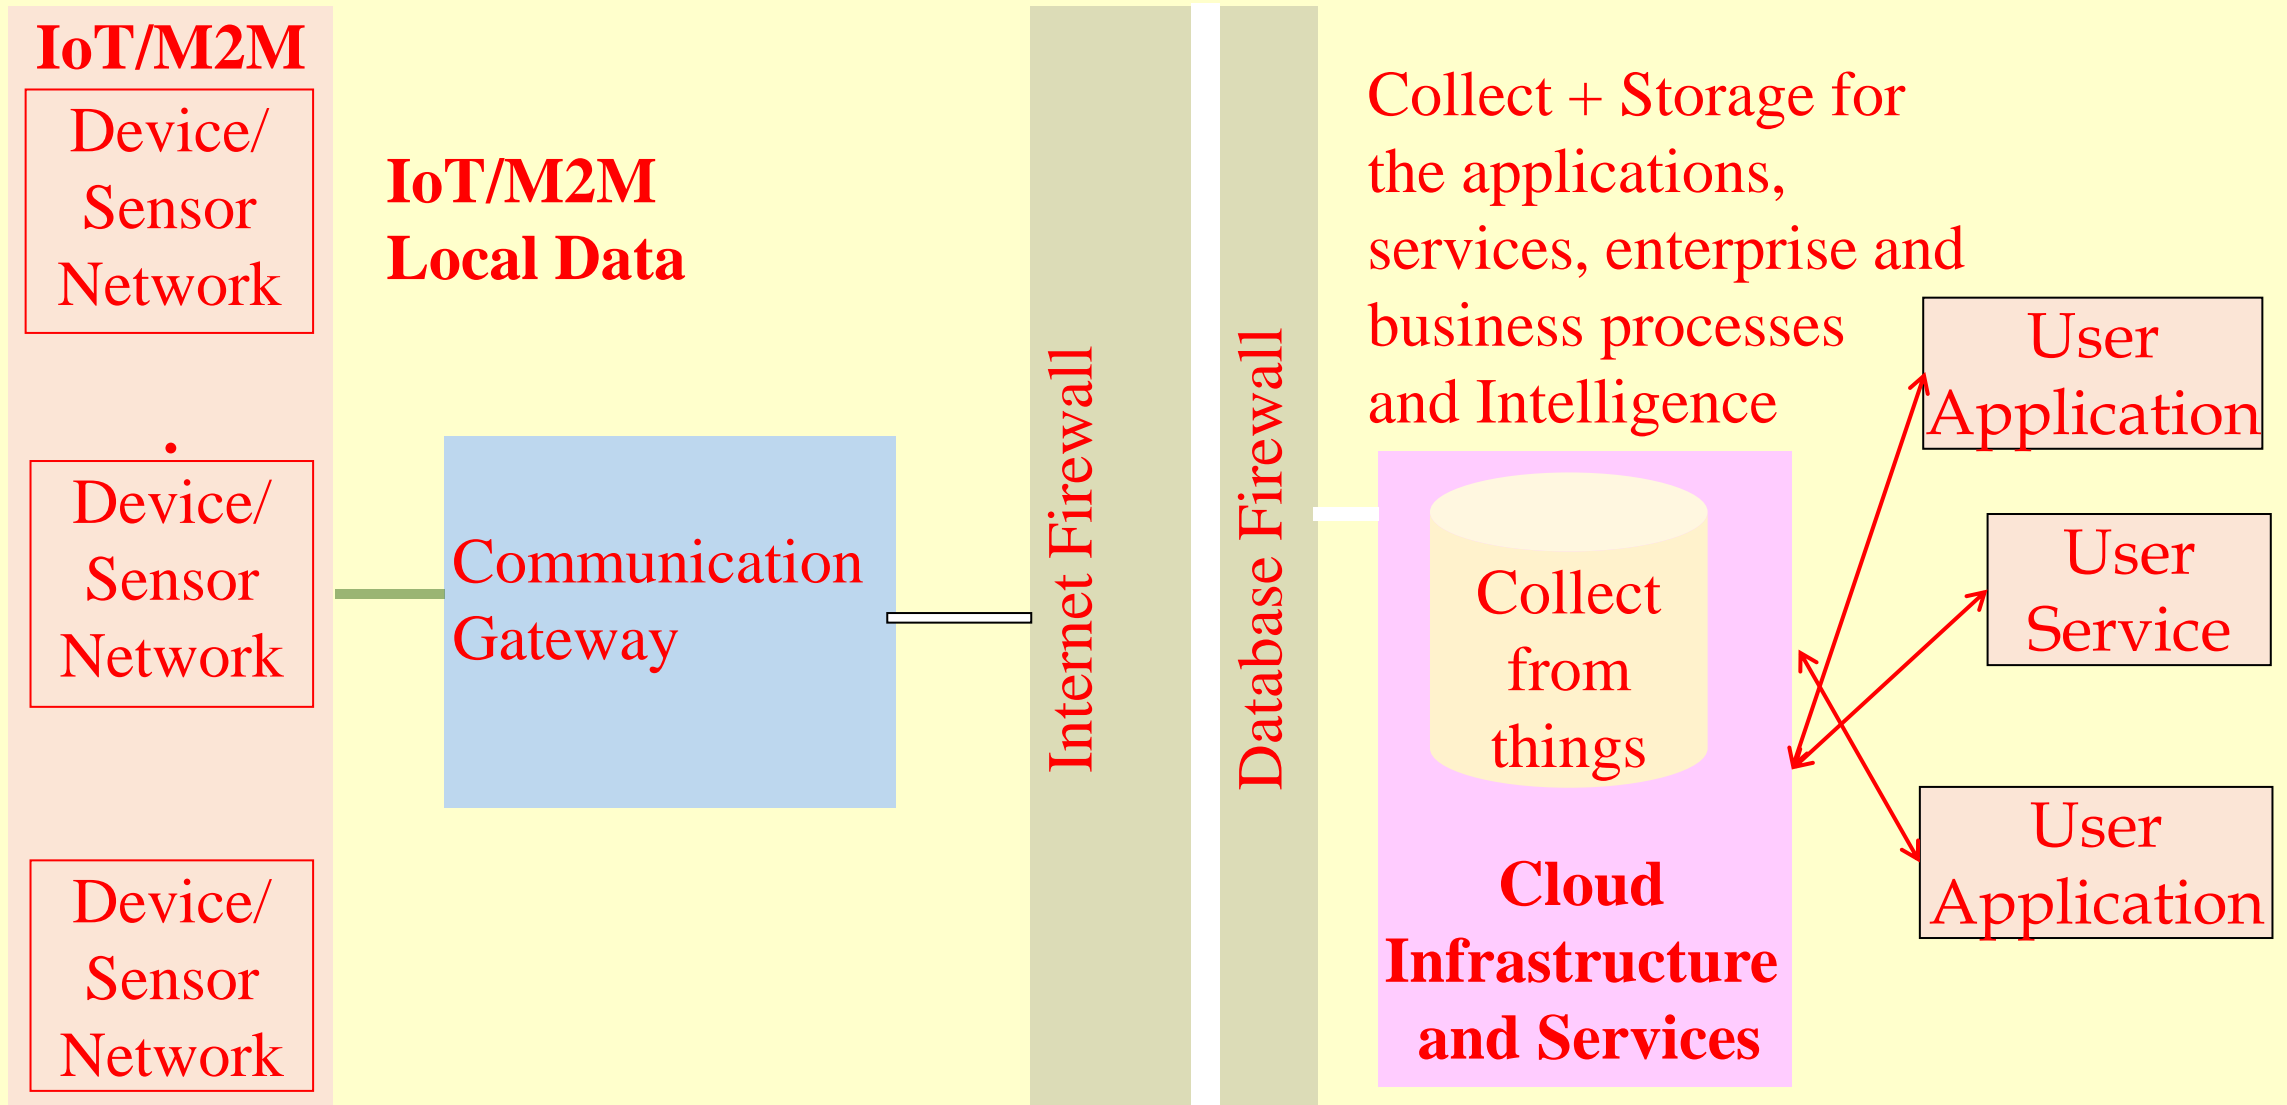 IoT/M2M
Device/
Sensor
Network
.
Device/
Sensor
Network
Device/
Sensor
Network
IoT/M2M
Local Data
Communication
Gateway
Internet Firewall
Database Firewall
Collect + Storage for
the applications,
services, enterprise and
business processes
and Intelligence
Collect
from
things
Cloud
Infrastructure
and Services
User
Application
User
Service
User
Application